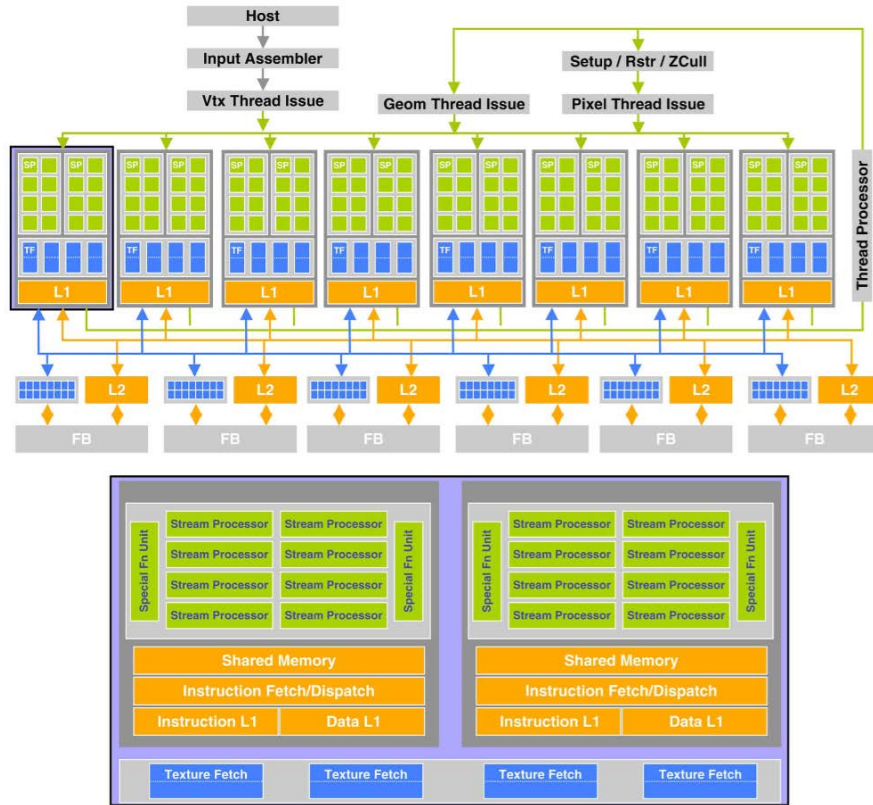 Host
Input Assembler
Setup / Rstr / ZCull
Vtx Thread Issue
Geom Thread Issue
Pixel Thread Issue
SP SP SP SP SP SP SP SP SP SP SP SP SP SP SP SP
Thread Processor
TF TF TF TF TF TF TF TF
L1 L1 L1 L1 L1 L1 L1 L1
L2 L2 L2 L2 L2 L2
FB FB FB FB FB FB
Special Fn Unit
Stream Processor Stream Processor
Stream Processor Stream Processor
Stream Processor Stream Processor
Stream Processor Stream Processor
Special Fn Unit
Shared Memory
Instruction Fetch/Dispatch
Instruction L1 Data L1
Special Fn Unit
Stream Processor Stream Processor
Stream Processor Stream Processor
Stream Processor Stream Processor
Stream Processor Stream Processor
Special Fn Unit
Shared Memory
Instruction Fetch/Dispatch
Instruction L1 Data L1
Texture Fetch Texture Fetch Texture Fetch Texture Fetch